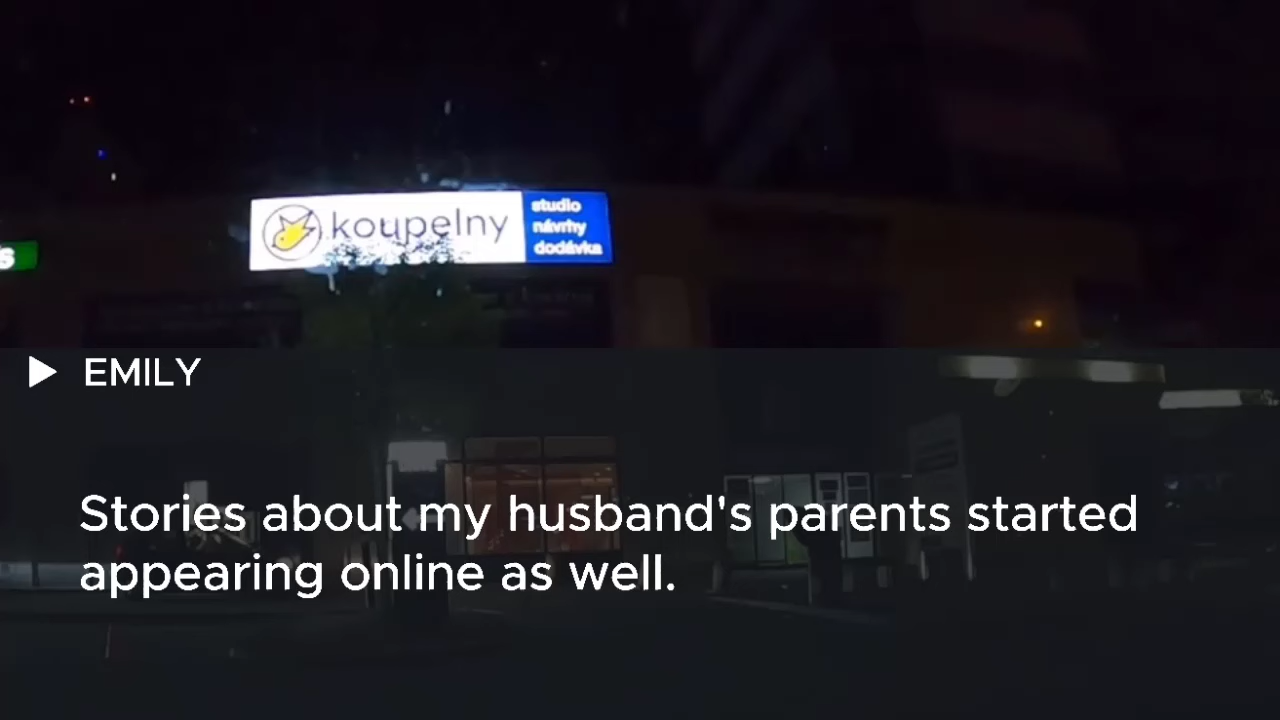 koupelny
studio
návrhy
dodávka
s
EMILY
Stories about my husband's parents started
appearing online as well.